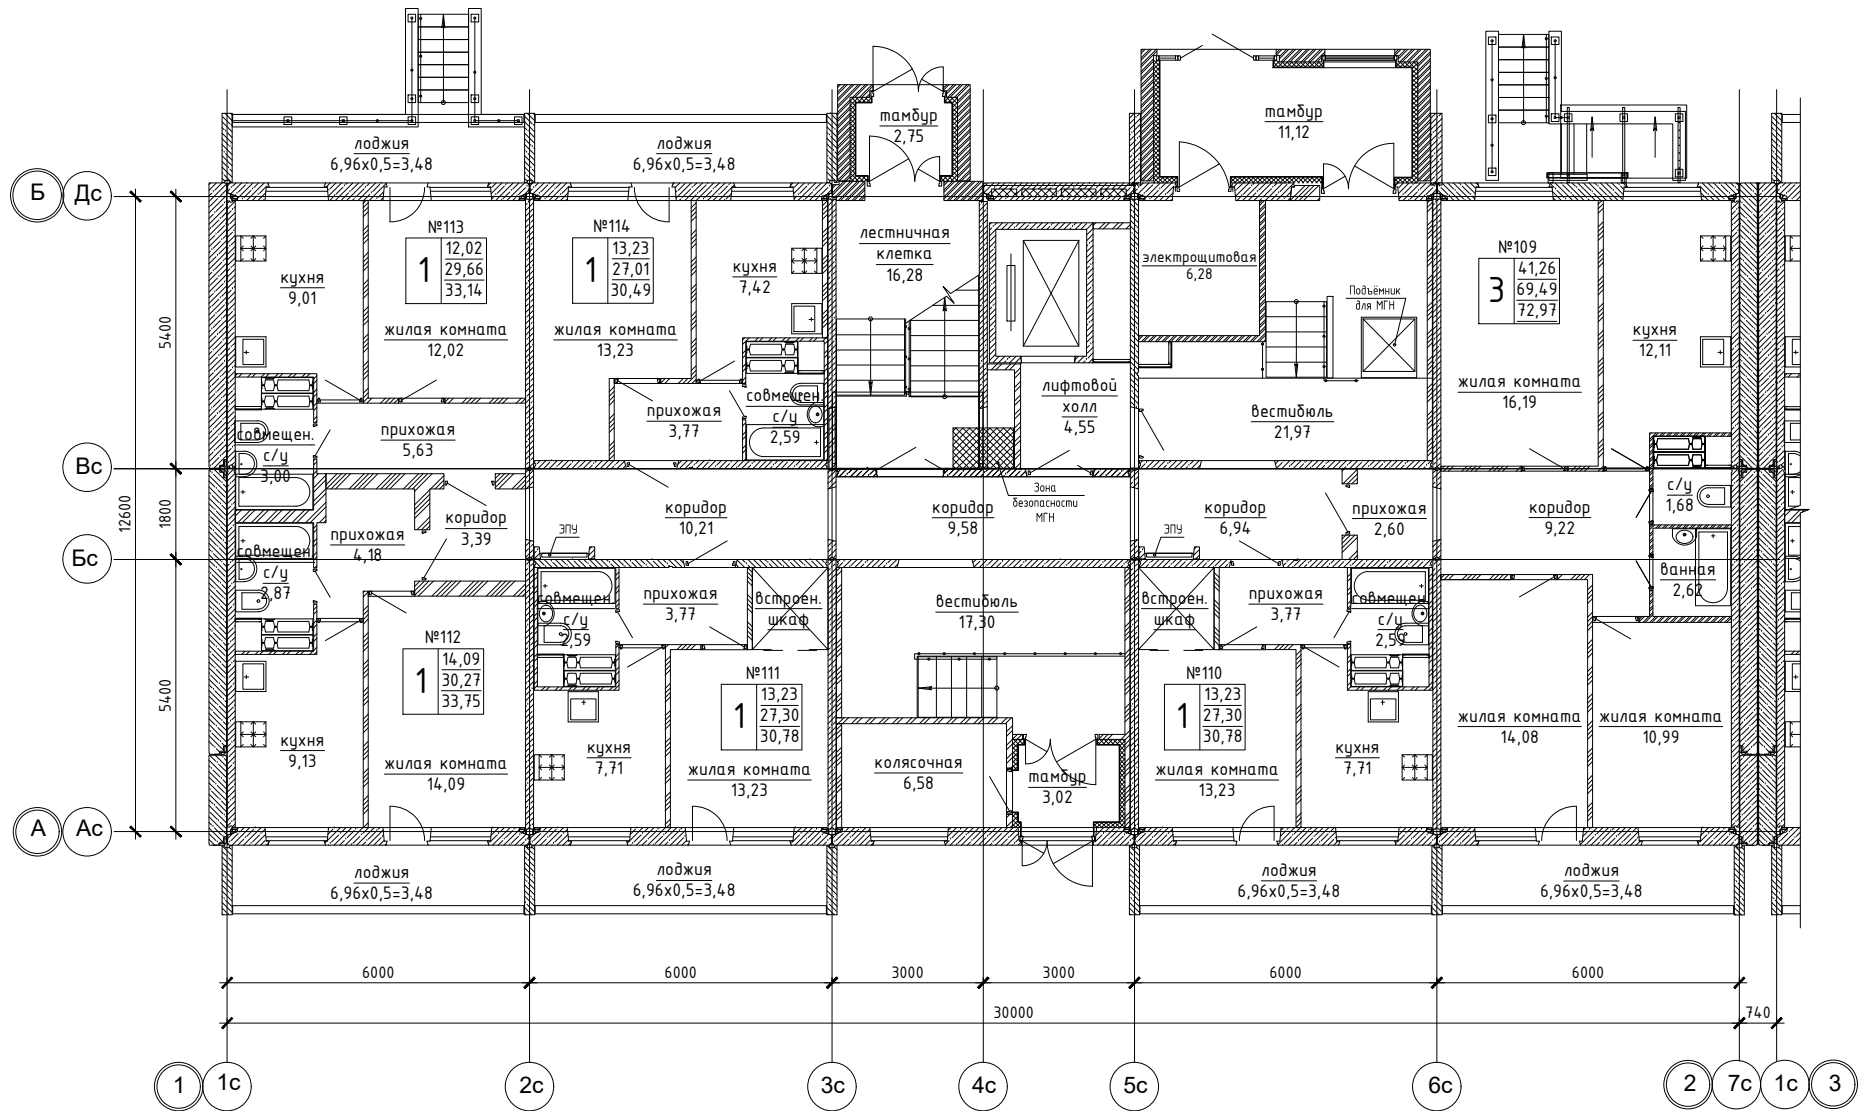 тамбур
2,75
тамбур
11,12
лоджия
6,96х0,5=3,48
лоджия
6,96х0,5=3,48
Б
Дс
№113
1
12,02
29,66
33,14
кухня
9,01
жилая комната
12,02
№114
1
13,23
27,01
30,49
кухня
7,42
жилая комната
13,23
лестничная
клетка
16,28
электрощитовая
6,28
Подъёмник
для МГН
№109
3
41,26
69,49
72,97
кухня
12,11
жилая комната
16,19
5400
совмещен.
с/у
3,00
прихожая
5,63
прихожая
3,77
совмещен.
с/у
2,59
лифтовой
холл
4,55
вестибюль
21,97
Вс
12600
1800
прихожая
4,18
коридор
3,39
коридор
10,21
ЭПУ
коридор
9,58
Зона
безопасности
МГН
коридор
6,94
ЭПУ
прихожая
2,60
коридор
9,22
с/у
1,68
ванная
2,62
Бс
совмещен.
с/у
2,87
совмещен.
с/у
2,59
прихожая
3,77
встроен.
шкаф
вестибюль
17,30
встроен.
шкаф
прихожая
3,77
совмещен.
с/у
2,59
5400
№112
1
14,09
30,27
33,75
кухня
9,13
жилая комната
14,09
№111
1
13,23
27,30
30,78
кухня
7,71
жилая комната
13,23
колясочная
6,58
тамбур
3,02
№110
1
13,23
27,30
30,78
жилая комната
13,23
кухня
7,71
жилая комната
14,08
жилая комната
10,99
А
Ас
лоджия
6,96х0,5=3,48
лоджия
6,96х0,5=3,48
лоджия
6,96х0,5=3,48
лоджия
6,96х0,5=3,48
6000
6000
3000
3000
6000
6000
30000
740
1
1с
2с
3с
4с
5с
6с
2
7с
1с
3